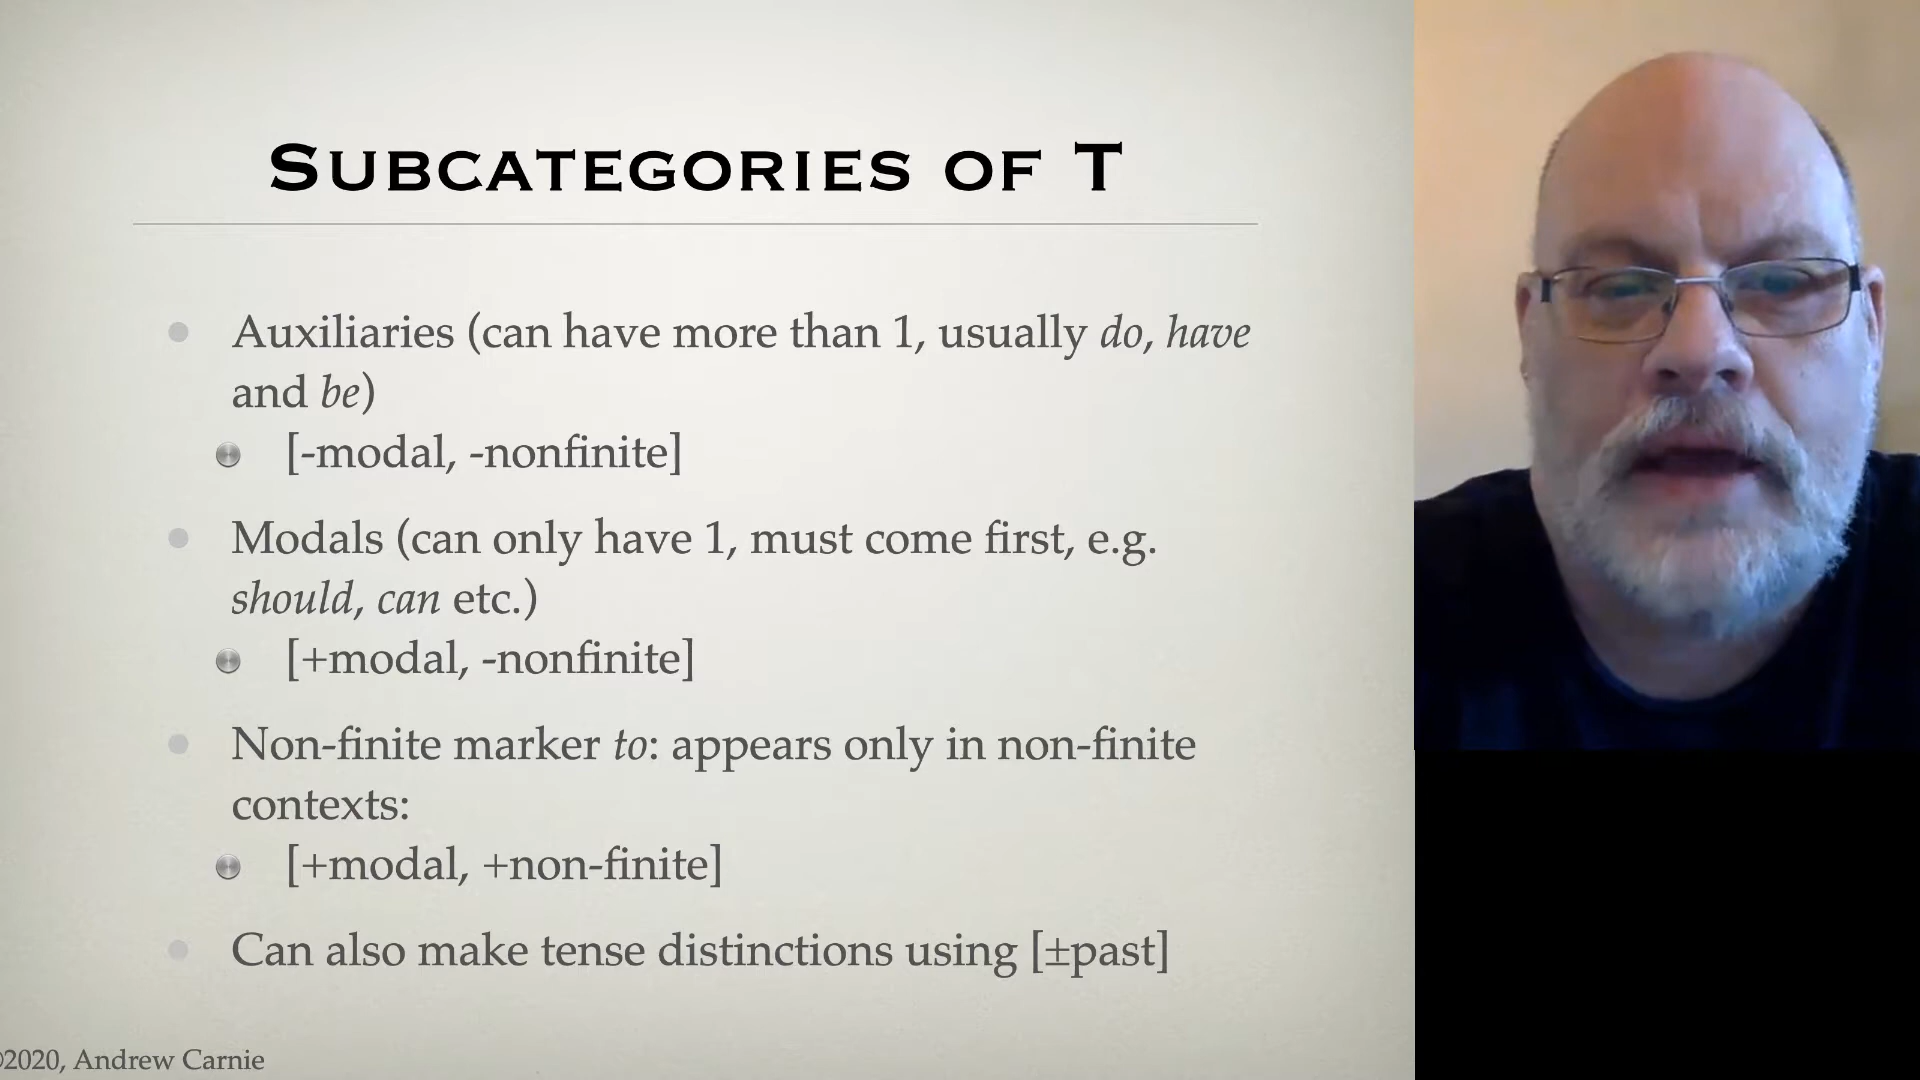 SUBCATEGORIES OF T
Auxiliaries (can have more than 1, usually do, have
and be)
[-modal, -nonfinite]
Modals (can only have 1, must come first, e.g.
should, can etc.)
[+modal, -nonfinite]
Non-finite marker to: appears only in non-finite
contexts:
[+modal, +non-finite]
Can also make tense distinctions using [±past]
©2020, Andrew Carnie